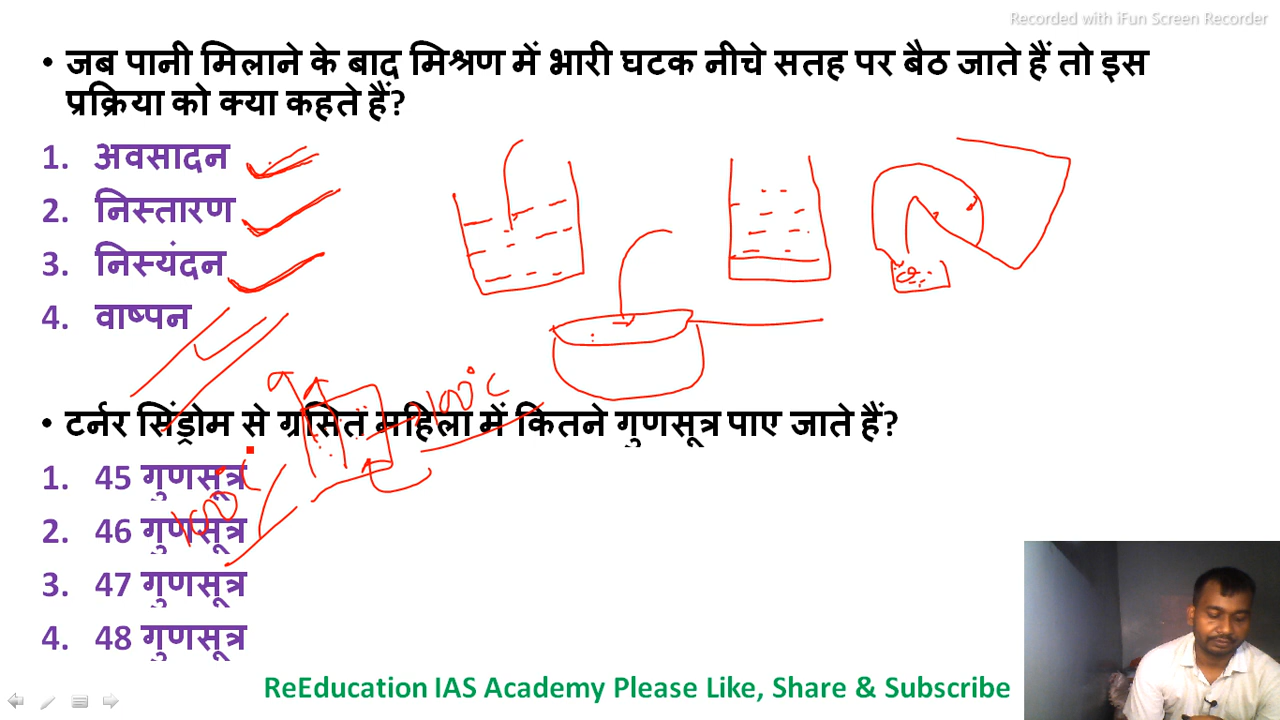 Recorded with iFun Screen Recorder
• जब पानी मिलाने के बाद मिश्रण में भारी घटक नीचे सतह पर बैठ जाते हैं तो इस
प्रक्रिया को क्या कहते हैं?
1. अवसादन
2. निस्तारण
3. निस्यंदन
4. वाष्पन
• टर्नर सिंड्रोम से ग्रसित महिला में कितने गुणसूत्र पाए जाते हैं?
100°C
1. 45 गुणसूत्र
100°C
2. 46 गुणसूत्र
3. 47 गुणसूत्र
4. 48 गुणसूत्र
ReEducation IAS Academy Please Like, Share & Subscribe